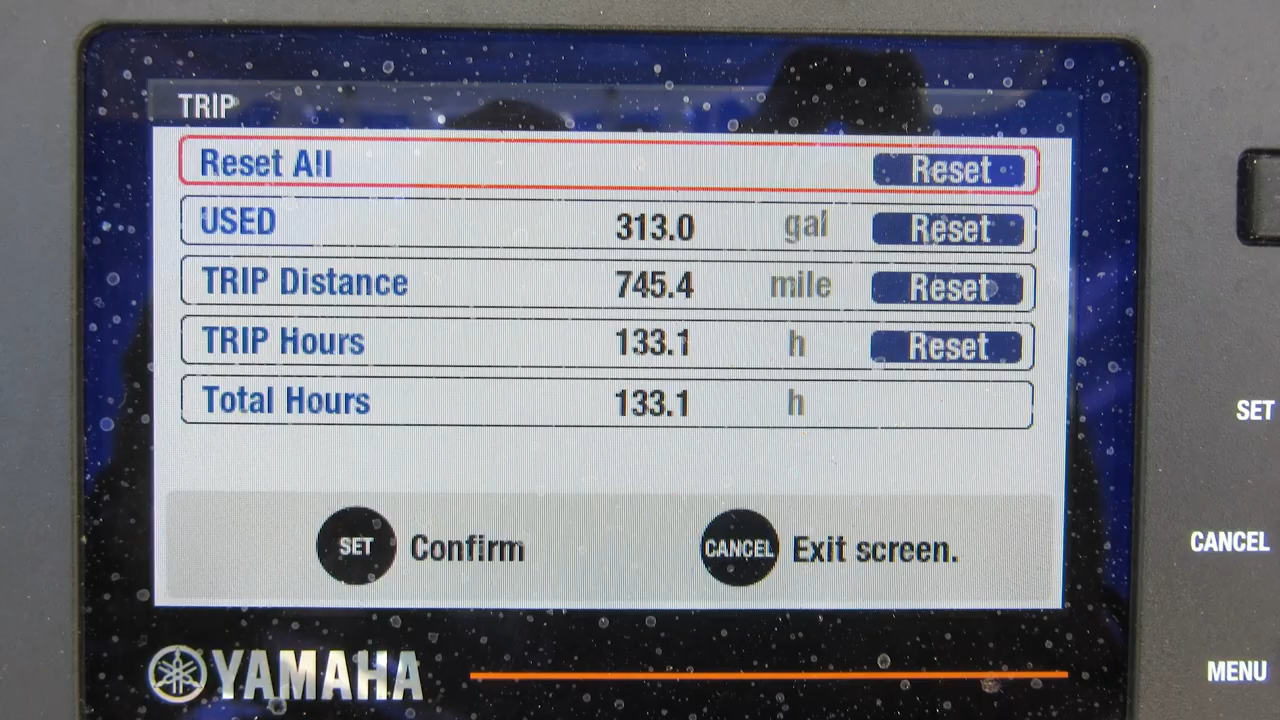 TRIP
Reset All Reset
USED 313.0 gal Reset
TRIP Distance 745.4 mile Reset
TRIP Hours 133.1 h Reset
Total Hours 133.1 h
SET
SET Confirm CANCEL Exit screen.
CANCEL
YAMAHA
MENU